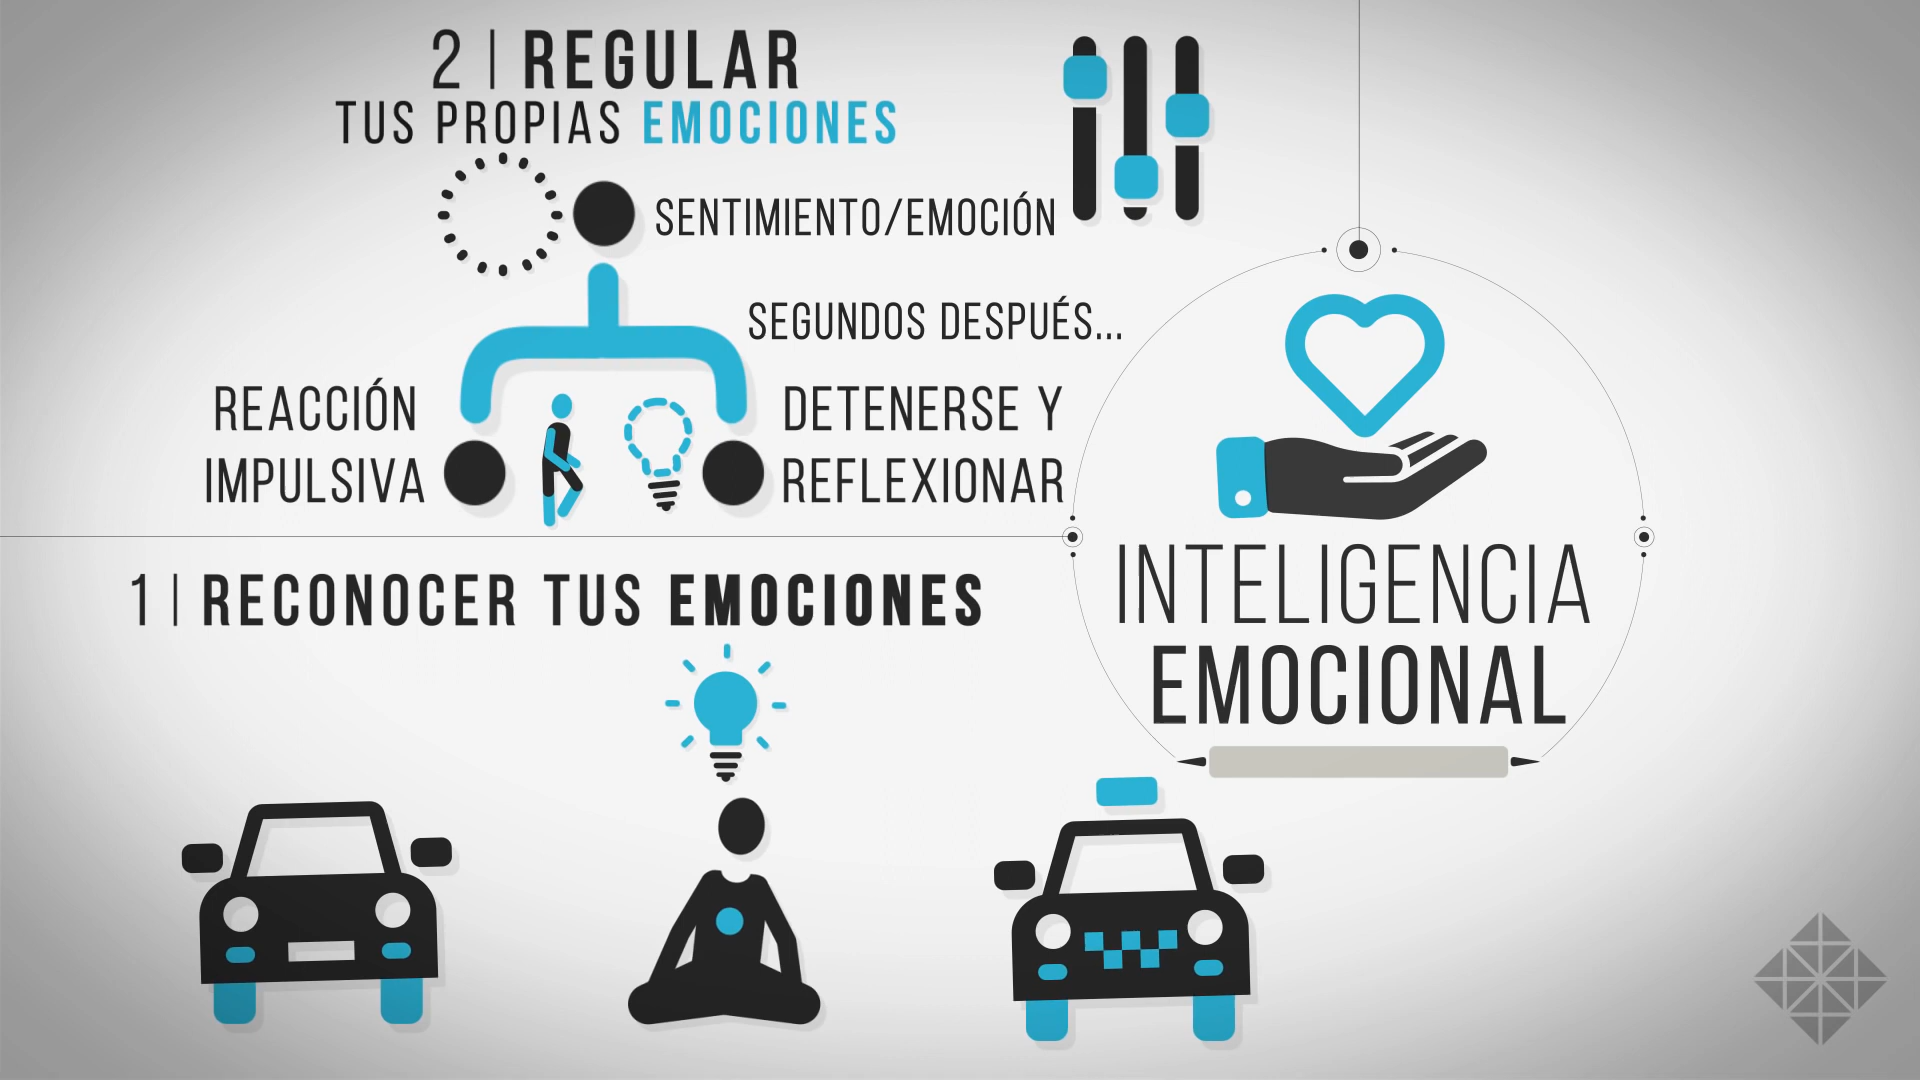 2 | REGULAR
TUS PROPIAS EMOCIONES
SENTIMIENTO/EMOCIÓN
SEGUNDOS DESPUÉS...
REACCIÓN
IMPULSIVA
DETENERSE Y
REFLEXIONAR
1 | RECONOCER TUS EMOCIONES
INTELIGENCIA
EMOCIONAL